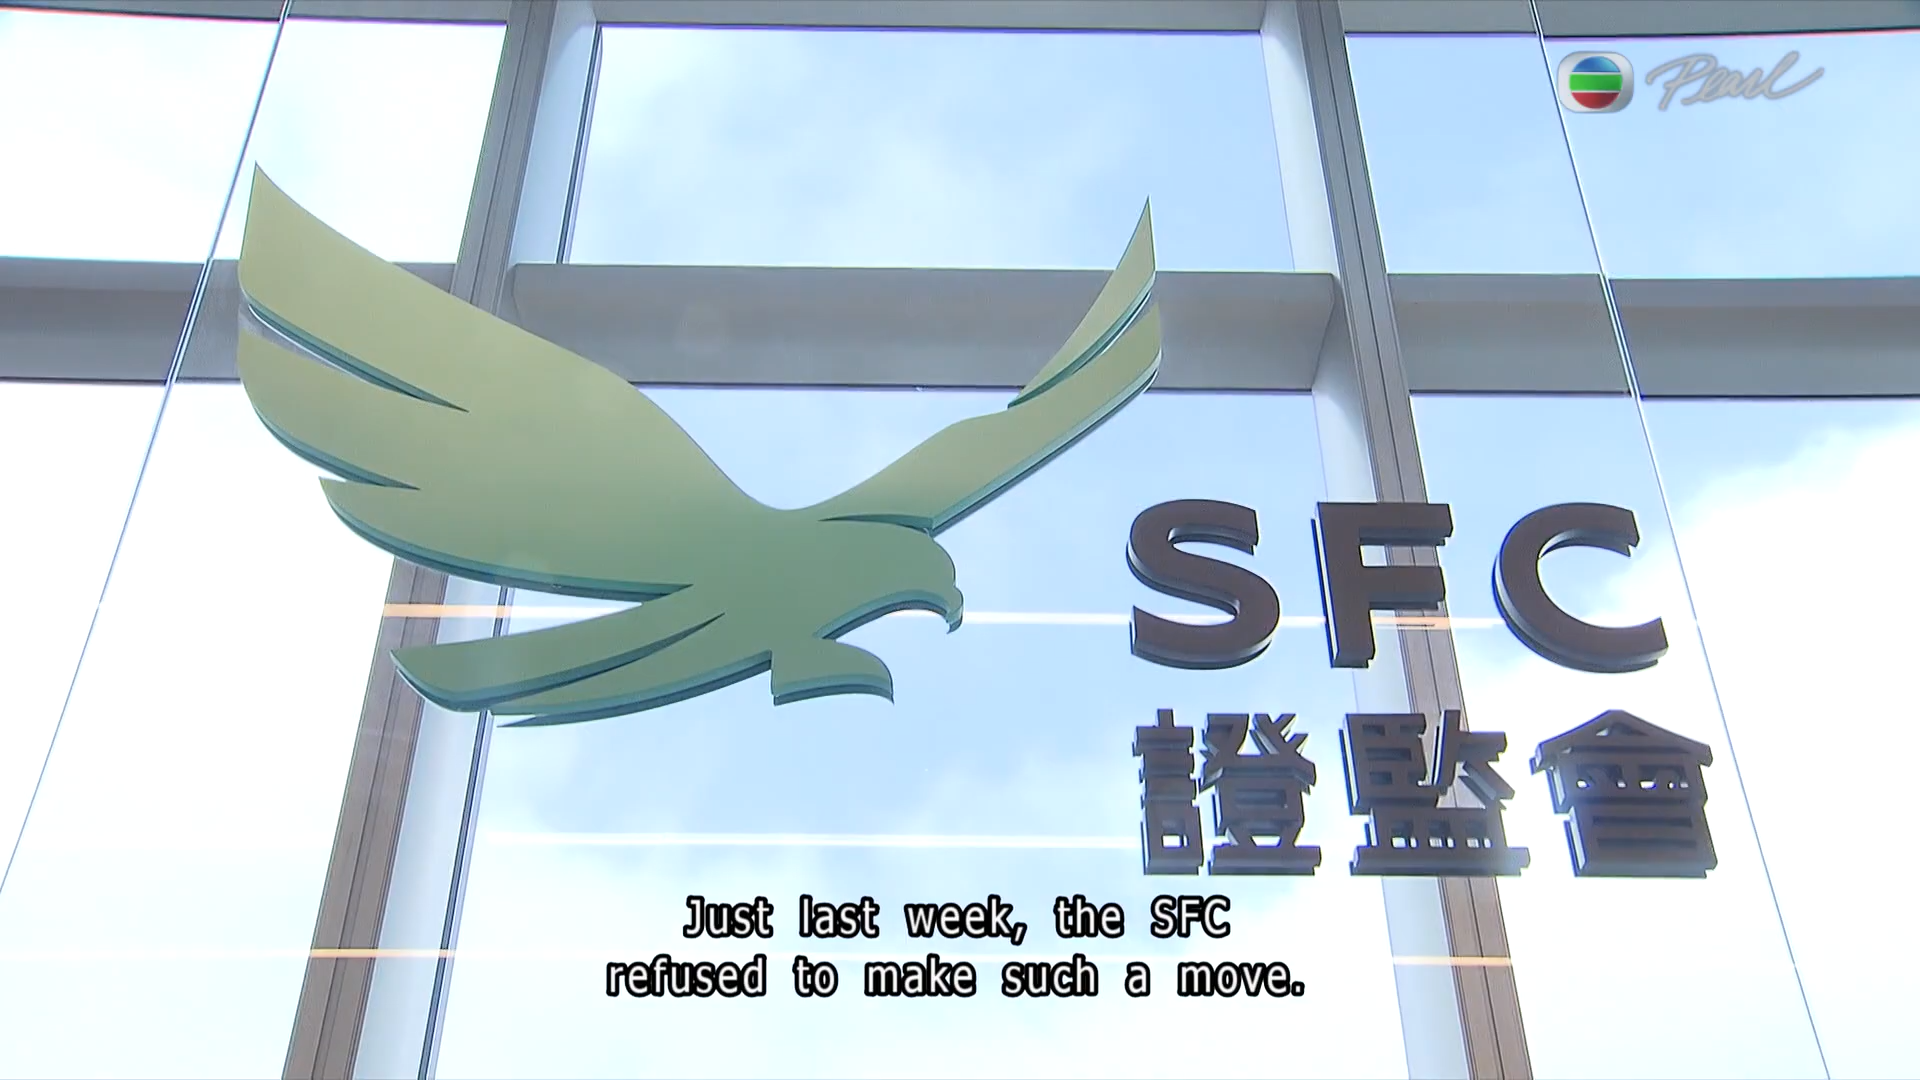 Pearl
SFC
證監會
Just last week, the SFC
refused to make such a move.